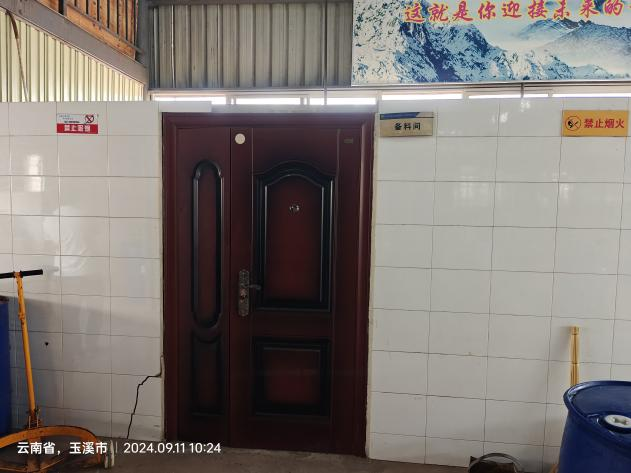 这就是你迎接未来的
禁止吸烟
备料间
禁止烟火
云南省，玉溪市 | 2024.09.11 10:24